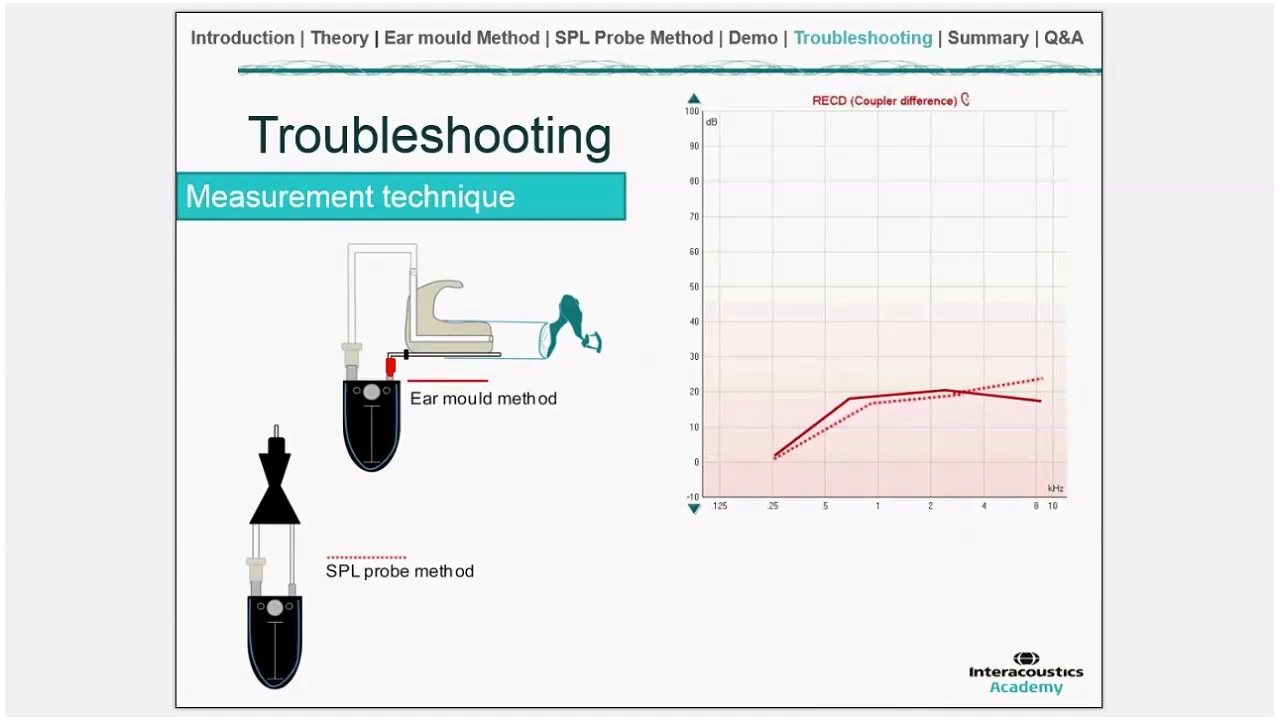 Introduction | Theory | Ear mould Method | SPL Probe Method | Demo | Troubleshooting | Summary | Q&A
Troubleshooting
Measurement technique
Ear mould method
SPL probe method
RECD (Coupler difference)
dB
100
90
80
70
60
50
40
30
20
10
0
-10
kHz
.125 .25 .5 1 2 4 8 10
Interacoustics
Academy